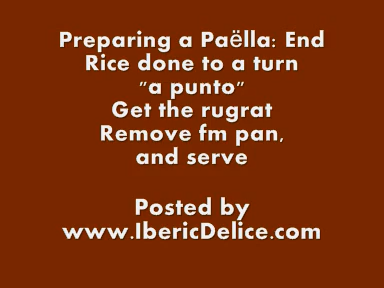 Preparing a Paëlla: End
Rice done to a turn
"a punto"
Get the rugrat
Remove fm pan,
and serve
Posted by
www.IbericDelice.com